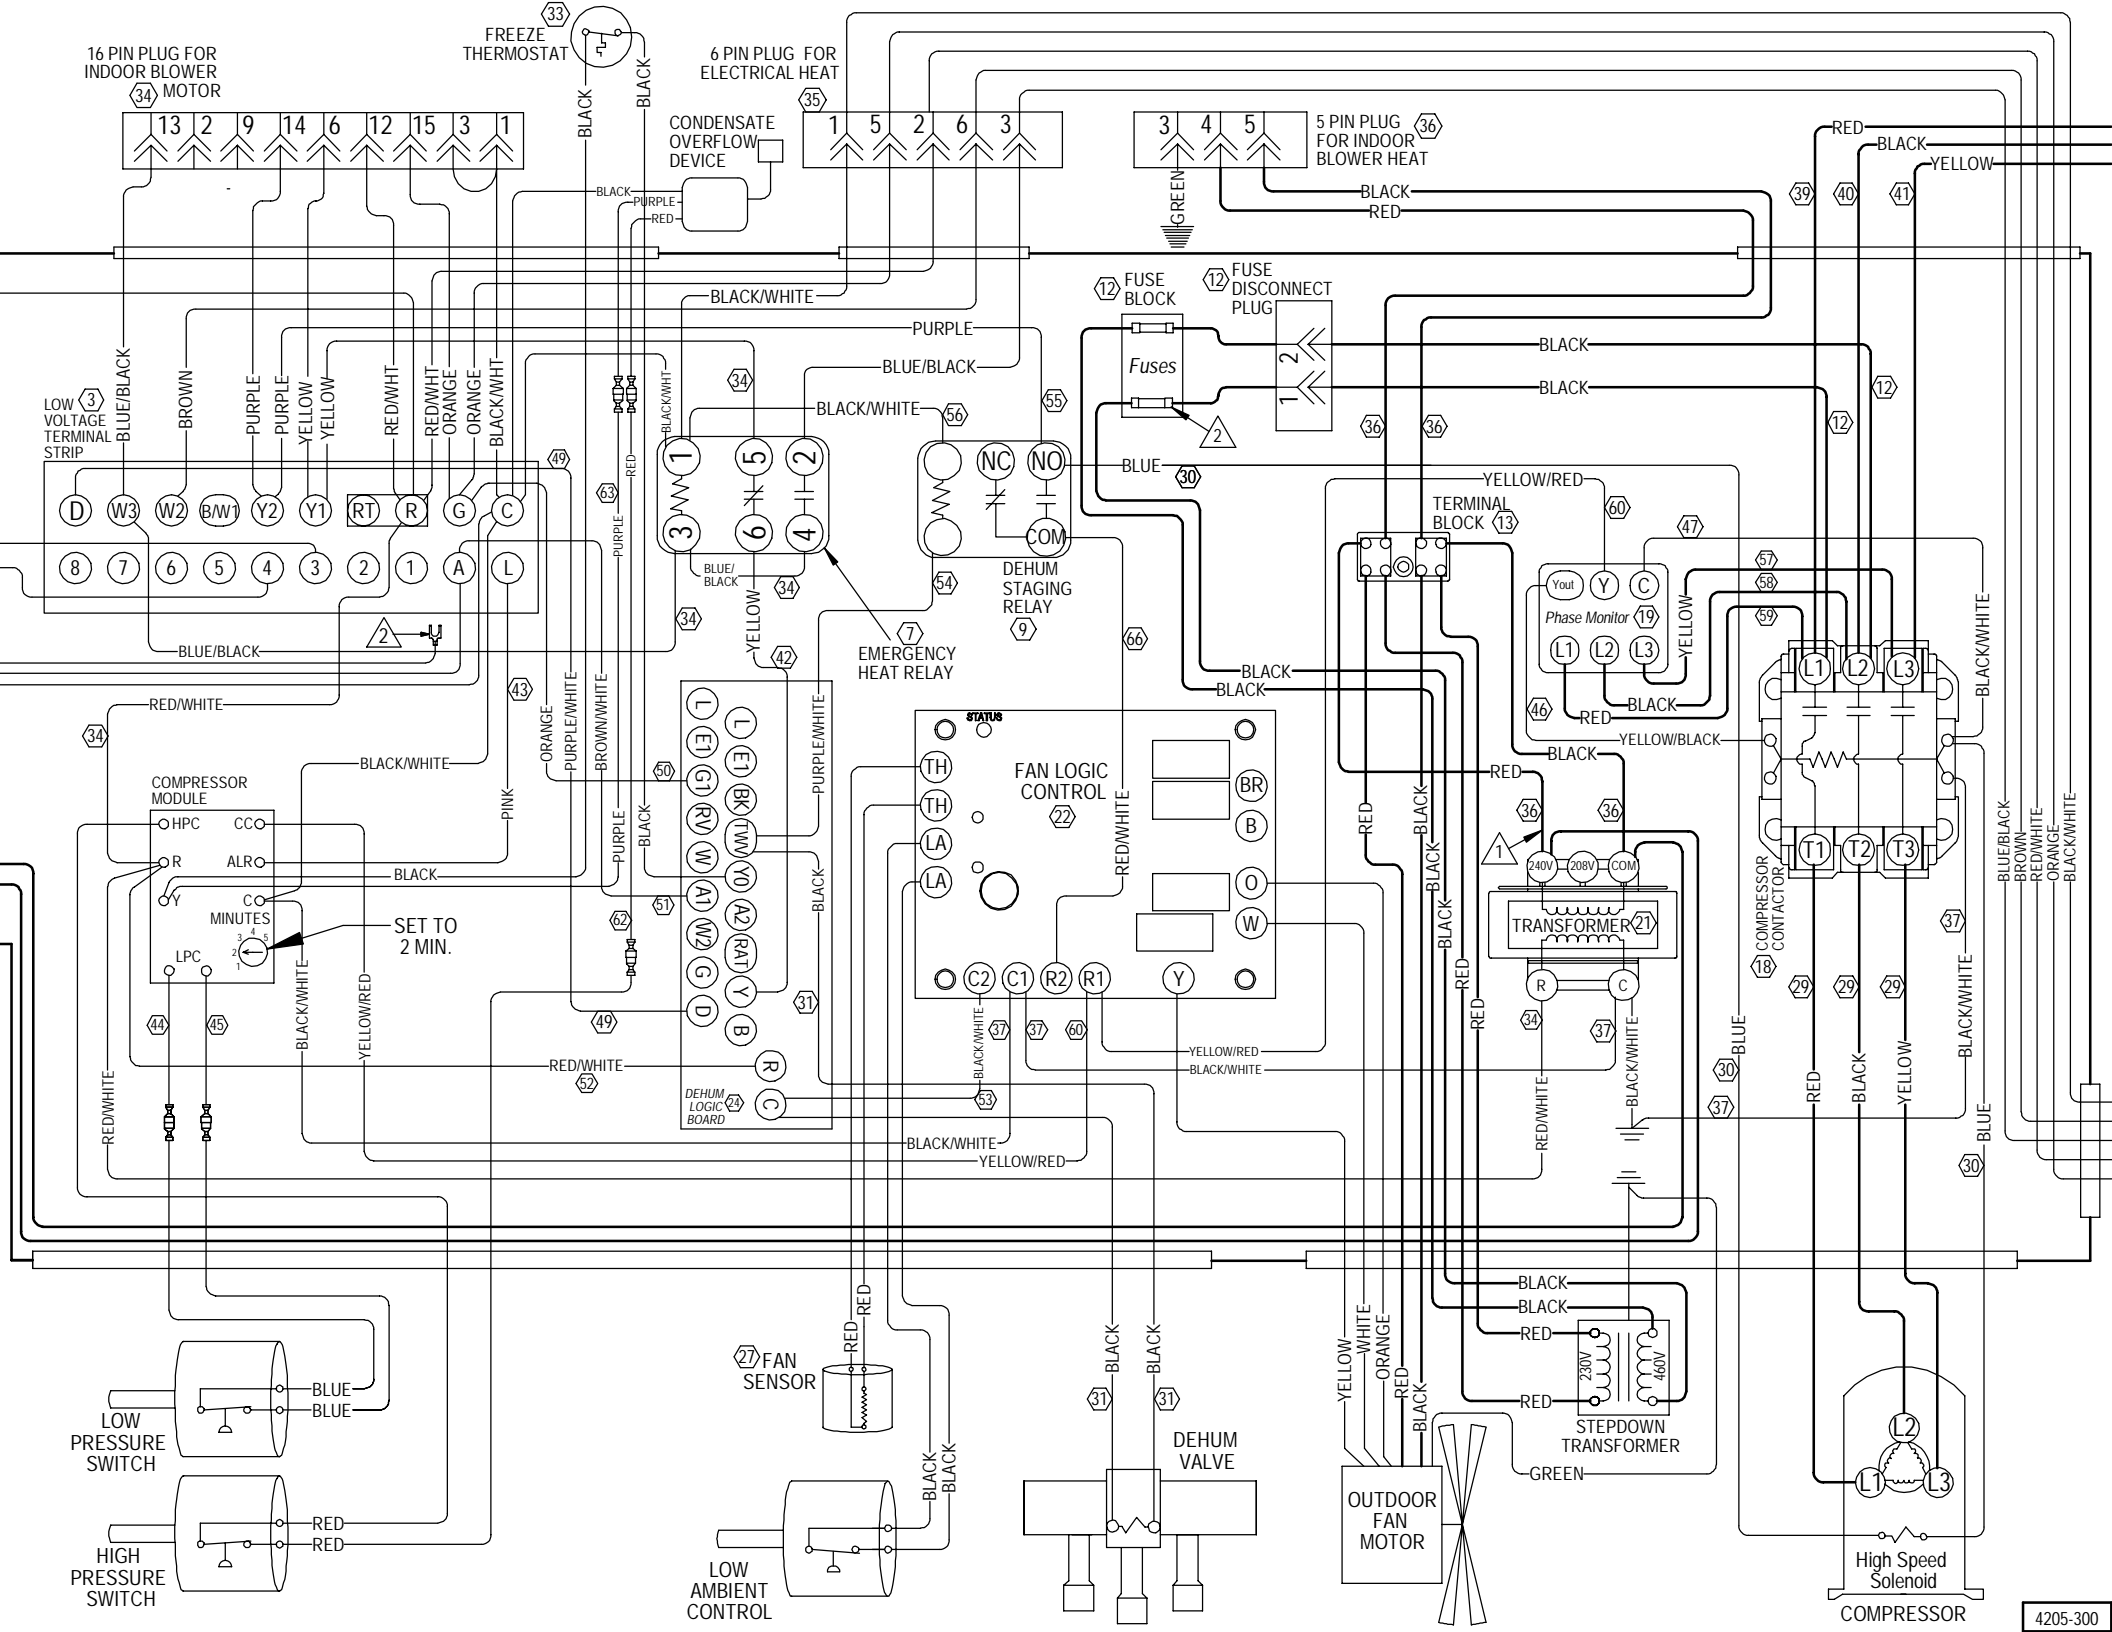 33
FREEZE
THERMOSTAT
16 PIN PLUG FOR
INDOOR BLOWER
34 MOTOR
13 2 9 14 6 12 15 3 1
BLACK
BLACK
6 PIN PLUG FOR
ELECTRICAL HEAT
35
1 5 2 6 3
CONDENSATE
OVERFLOW
DEVICE
BLACK
PURPLE
RED
3 4 5
5 PIN PLUG 36
FOR INDOOR
BLOWER HEAT
GREEN
BLACK
RED
RED
BLACK
YELLOW
39 40 41
BLACK/WHITE
PURPLE
BLUE/BLACK
BLACK/WHITE
12 FUSE
BLOCK
Fuses
2
12 FUSE
DISCONNECT
PLUG
2
1
BLACK
BLACK
12
12
36
36
LOW 3
VOLTAGE
TERMINAL
STRIP
BLUE/BLACK
BROWN
PURPLE
PURPLE
YELLOW
YELLOW
RED/WHT
RED/WHT
ORANGE
ORANGE
BLACK/WHT
BLACK/WHT
D W3 W2 B/W1 Y2 Y1 RT R G C
8 7 6 5 4 3 2 1 A L
49
63
PURPLE
RED
34
1 5 2
3 6 4
BLUE/
BLACK
34
34
YELLOW
7
EMERGENCY
HEAT RELAY
56
55
NC NO
COM
54
DEHUM
STAGING
RELAY
9
66
BLUE
30
YELLOW/RED
60
TERMINAL
BLOCK 13
47
57
58
59
Yout Y C
Phase Monitor 19
L1 L2 L3
YELLOW
BLACK
RED
46
YELLOW/BLACK
BLACK/WHITE
L1 L2 L3
T1 T2 T3
COMPRESSOR
CONTACTOR
18
2
BLUE/BLACK
RED/WHITE
34
43
BLACK/WHITE
PINK
ORANGE
PURPLE/WHITE
BROWN/WHITE
PURPLE
BLACK
50
51
62
42
PURPLE/WHITE
BLACK
31
COMPRESSOR
MODULE
HPC
CC
R
ALR
Y
C
MINUTES
1 2 3 4 5
LPC
SET TO
2 MIN.
BLACK
44
45
BLACK/WHITE
YELLOW/RED
RED/WHITE
49
RED/WHITE
52
L
L
E1
E1
G1
BK
RV
TWV
W
Y0
A1
A2
W2
RAT
G
Y
D
B
R
C
DEHUM
LOGIC 24
BOARD
STATUS
FAN LOGIC
CONTROL
22
TH
TH
LA
LA
BR
B
O
W
C2 C1 R2 R1 Y
RED/WHITE
BLACK/WHITE
37
37
60
53
YELLOW/RED
BLACK/WHITE
BLACK/WHITE
YELLOW/RED
BLACK
BLACK
RED
BLACK
BLACK
BLACK
RED
RED
BLACK
RED
36
36
1
240V 208V COM
TRANSFORMER 21
R C
34
37
RED/WHITE
BLACK/WHITE
37
BLUE
30
37
BLACK/WHITE
BLUE
30
29 29 29
RED
BLACK
YELLOW
BLUE/BLACK
BROWN
RED/WHITE
ORANGE
BLACK/WHITE
BLUE
BLUE
LOW
PRESSURE
SWITCH
RED
RED
HIGH
PRESSURE
SWITCH
27 FAN
SENSOR
RED
RED
BLACK
BLACK
LOW
AMBIENT
CONTROL
BLACK
BLACK
31
31
DEHUM
VALVE
YELLOW
WHITE
ORANGE
RED
BLACK
OUTDOOR
FAN
MOTOR
GREEN
BLACK
BLACK
RED
RED
230V
460V
STEPDOWN
TRANSFORMER
L2
L1 L3
High Speed
Solenoid
COMPRESSOR
4205-300